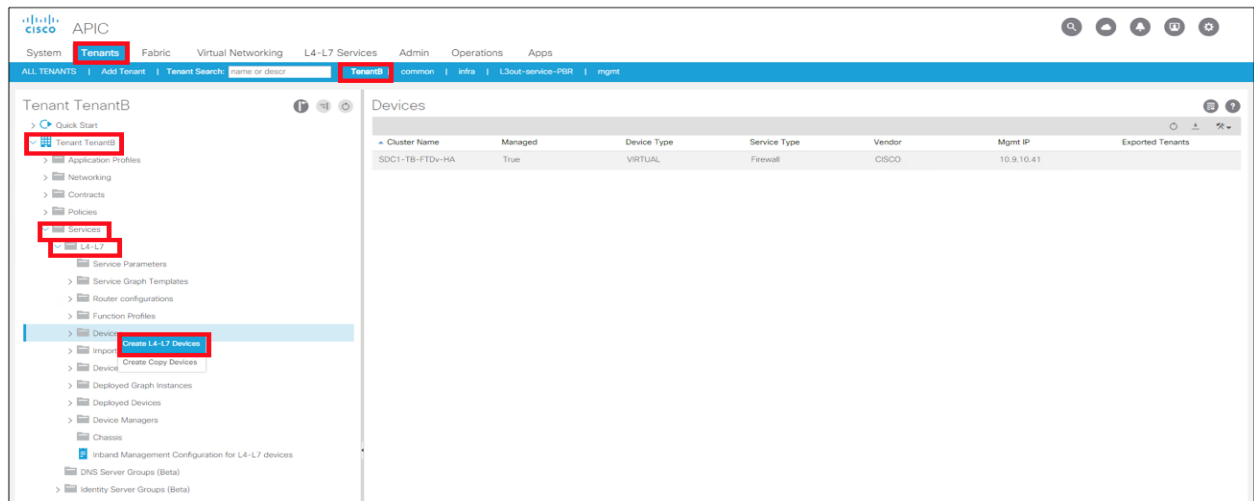 CISCO APIC
System Tenants Fabric Virtual Networking L4-L7 Services Admin Operations Apps
ALL TENANTS | Add Tenant | Tenant Search: name or descr | TenantB | common | infra | L3out-service-PBR | mgmt
Tenant TenantB
Quick Start
Tenant TenantB
Application Profiles
Networking
Contracts
Policies
Services
L4-L7
Service Parameters
Service Graph Templates
Router configurations
Function Profiles
Device
Create L4-L7 Devices
Import
Create Copy Devices
Device
Deployed Graph Instances
Deployed Devices
Device Managers
Chassis
Inband Management Configuration for L4-L7 devices
DNS Server Groups (Beta)
Identity Server Groups (Beta)
Devices
Cluster Name Managed Device Type Service Type Vendor Mgmt IP Exported Tenants
SDC1-TB-FTDv-HA True VIRTUAL Firewall CISCO 10.9.10.41